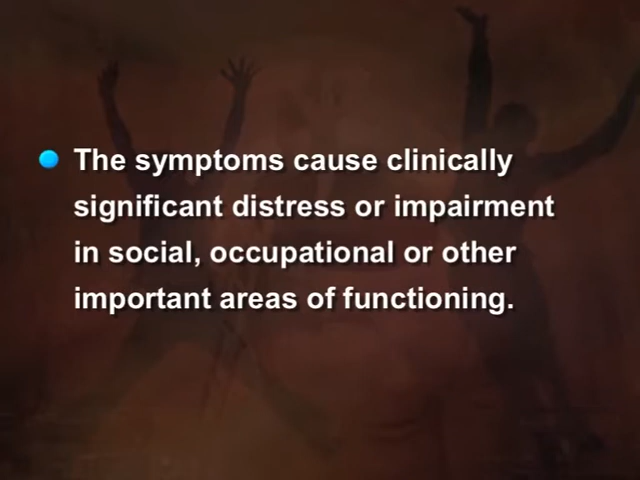 The symptoms cause clinically
significant distress or impairment
in social, occupational or other
important areas of functioning.